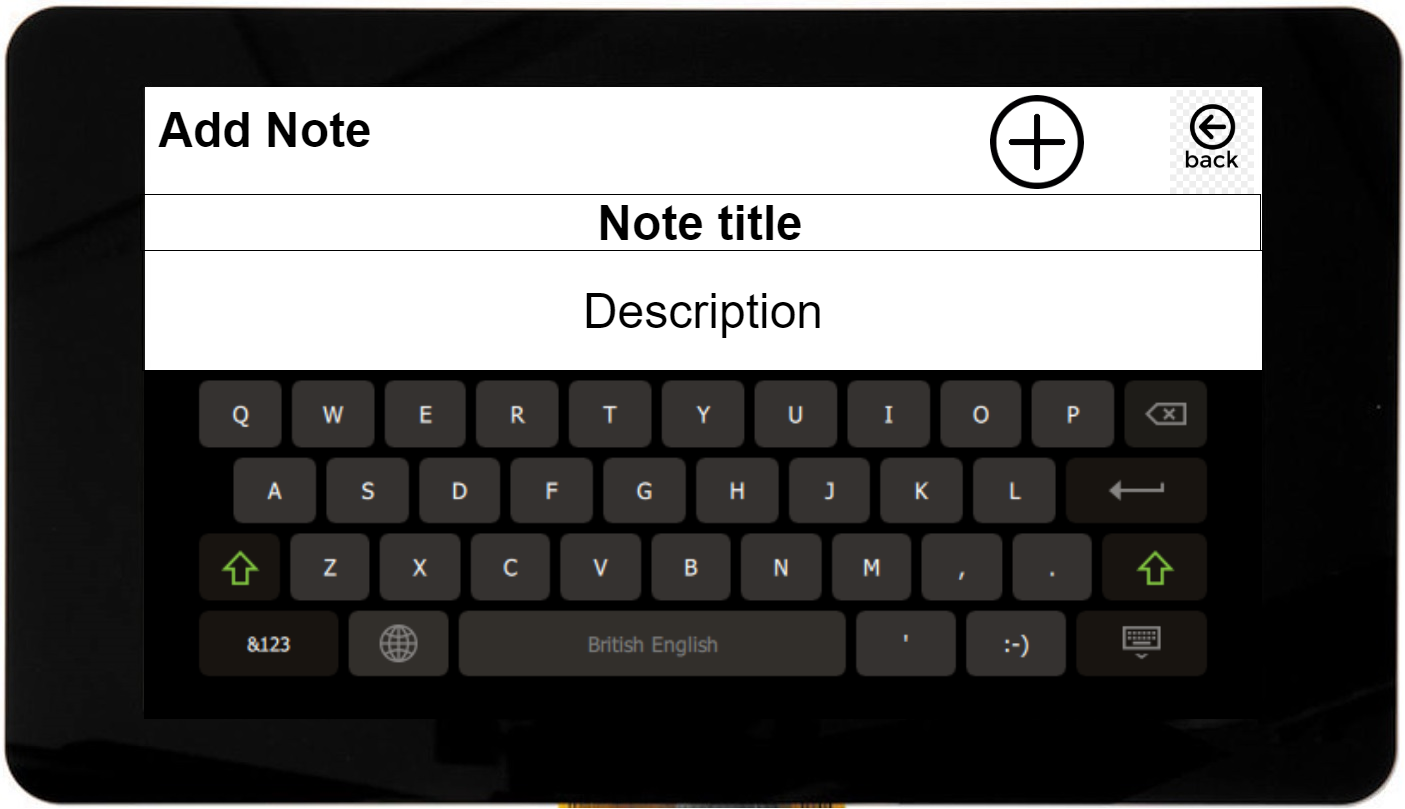 Add Note
back
Note title
Description
Q W E R T Y U I O P
A S D F G H J K L
Z X C V B N M , .
&123 British English ' :-)